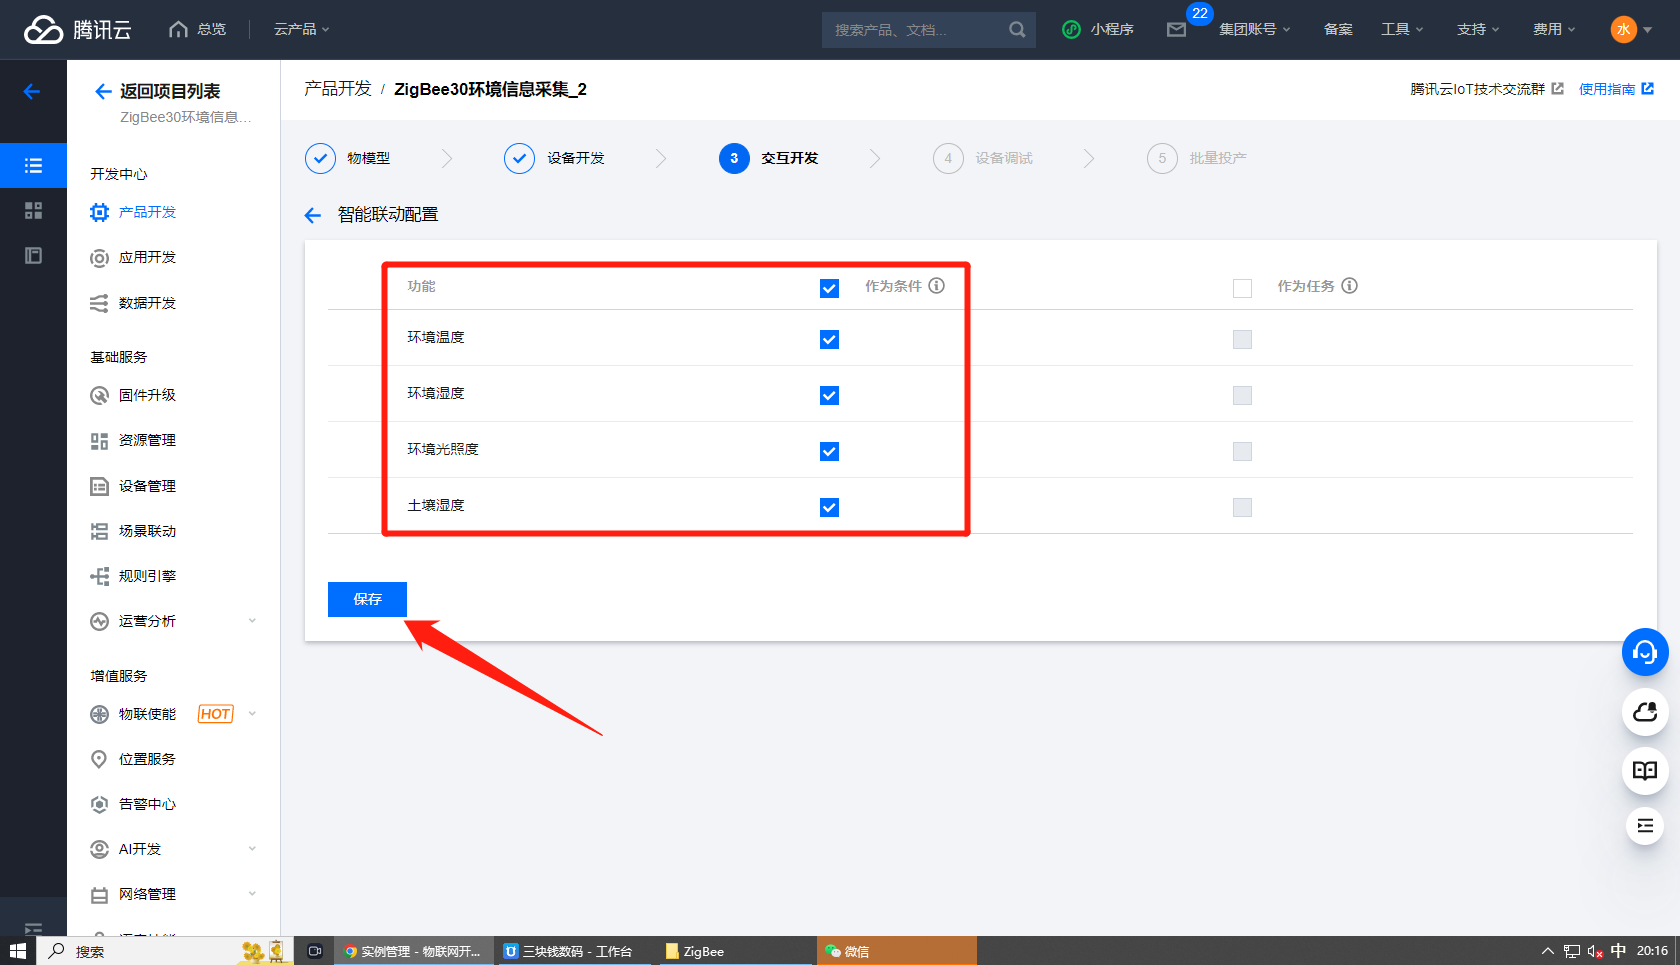 腾讯云
总览
云产品
搜索产品、文档...
小程序
22
集团账号
备案
工具
支持
费用
水
返回项目列表
ZigBee30环境信息...
产品开发 / ZigBee30环境信息采集_2
腾讯云IoT技术交流群
使用指南
物模型
设备开发
3 交互开发
4 设备调试
5 批量投产
智能联动配置
开发中心
产品开发
应用开发
数据开发
基础服务
固件升级
资源管理
设备管理
场景联动
规则引擎
运营分析
增值服务
物联使能 HOT
位置服务
告警中心
AI开发
网络管理
功能
作为条件
作为任务
环境温度
环境湿度
环境光照度
土壤湿度
保存
搜索
实例管理 - 物联网开...
三块钱数码 - 工作台
ZigBee
微信
中
20:16